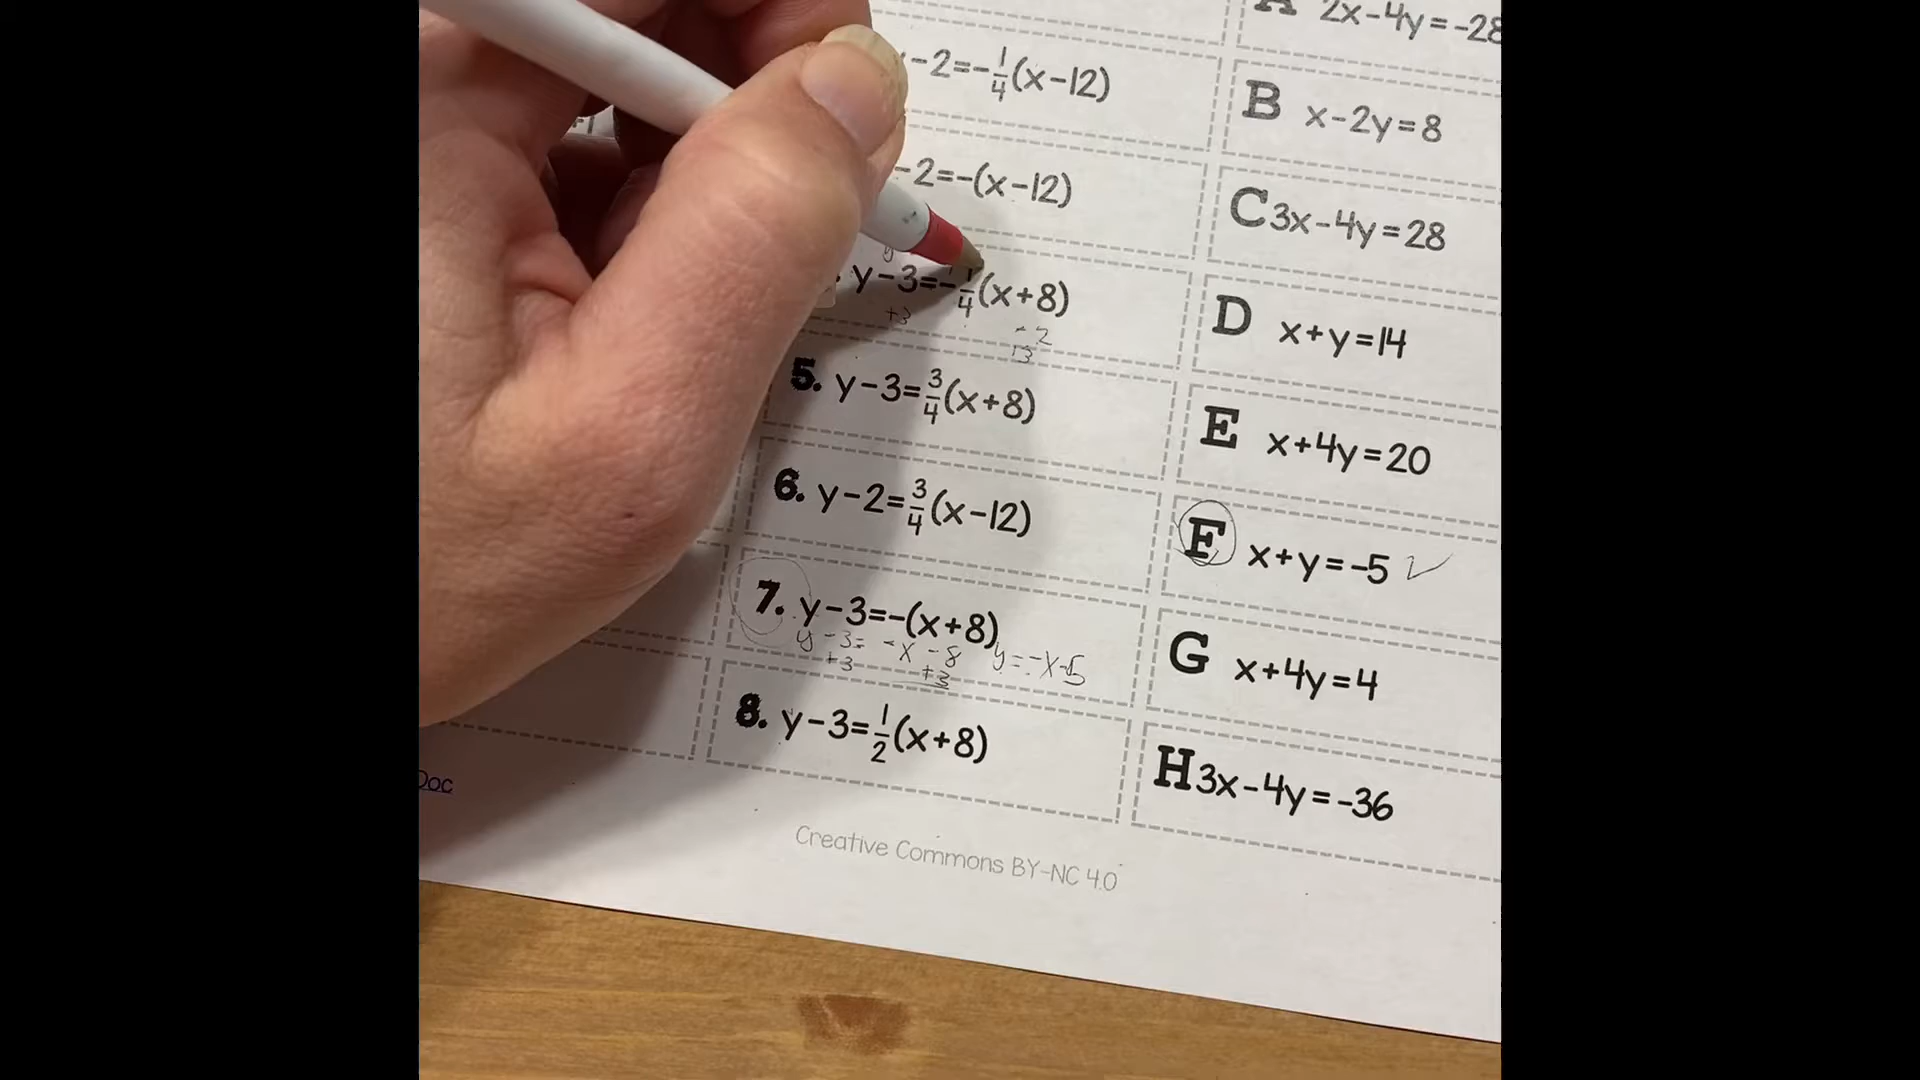 2x-4y=-28
-2=-1/4(x-12)
B x-2y=8
-2=-(x-12)
C 3x-4y=28
y-3=-1/4(x+8)
+3
-2
D x+y=14
5. y-3=3/4(x+8)
E x+4y=20
6. y-2=3/4(x-12)
F x+y=-5 ✓
7. y-3=-(x+8)
y-3= -x-8 y=-x-5
+3 +3
G x+4y=4
8. y-3=1/2(x+8)
H 3x-4y=-36
Doc
Creative Commons BY-NC 4.0